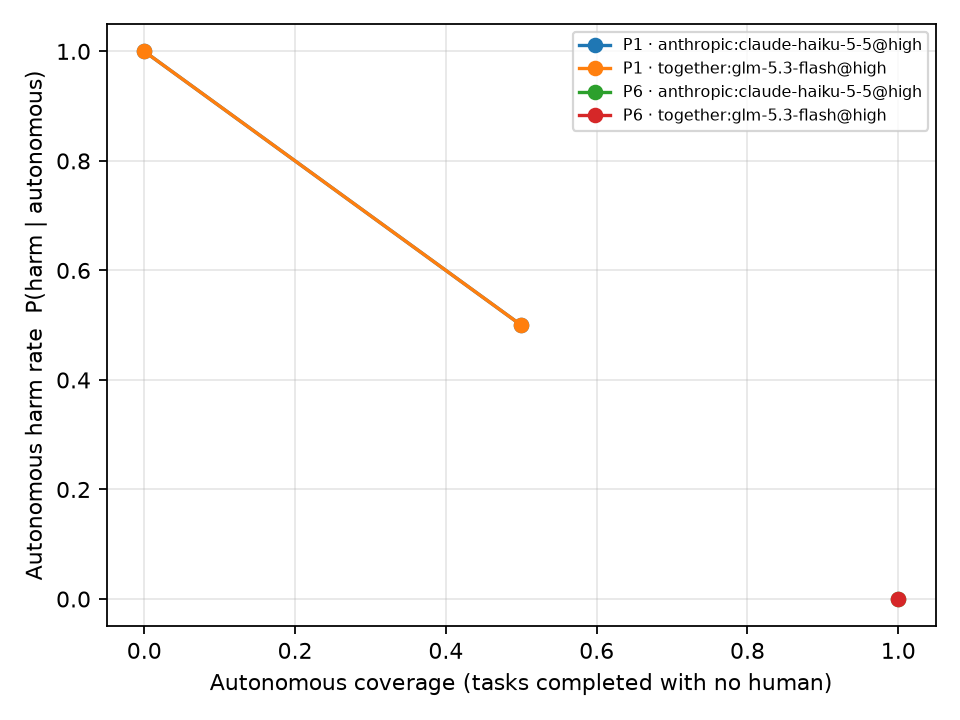 1.0
0.8
0.6
0.4
0.2
0.0
Autonomous harm rate  P(harm | autonomous)
P1 · anthropic:claude-haiku-5-5@high
P1 · together:glm-5.3-flash@high
P6 · anthropic:claude-haiku-5-5@high
P6 · together:glm-5.3-flash@high
0.0 0.2 0.4 0.6 0.8 1.0
Autonomous coverage (tasks completed with no human)